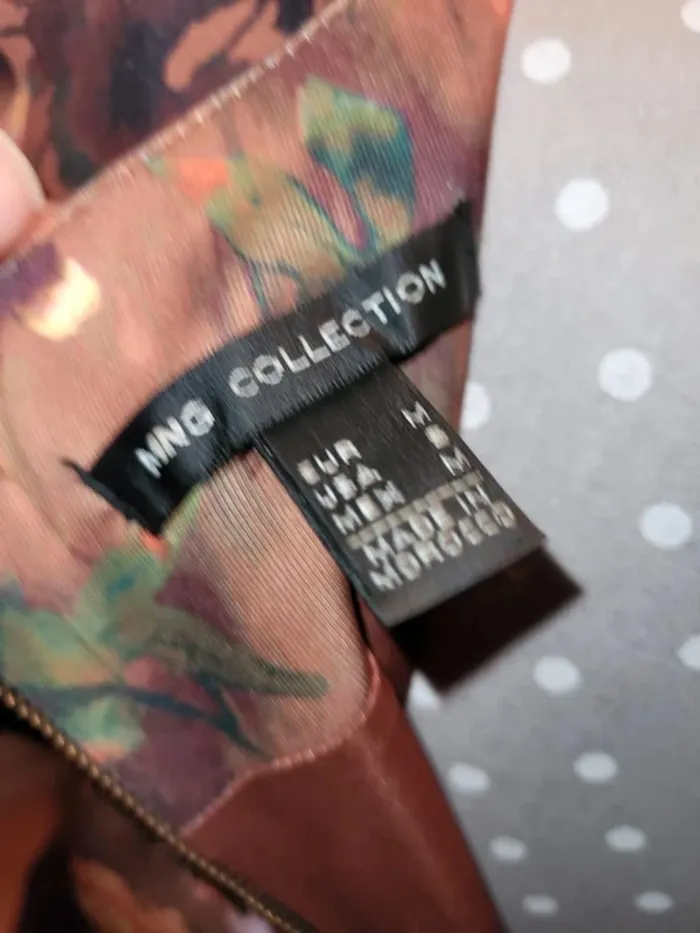 MNG COLLECTION
EUR M
USA S
MEX M
MADE IN
MOROCCO